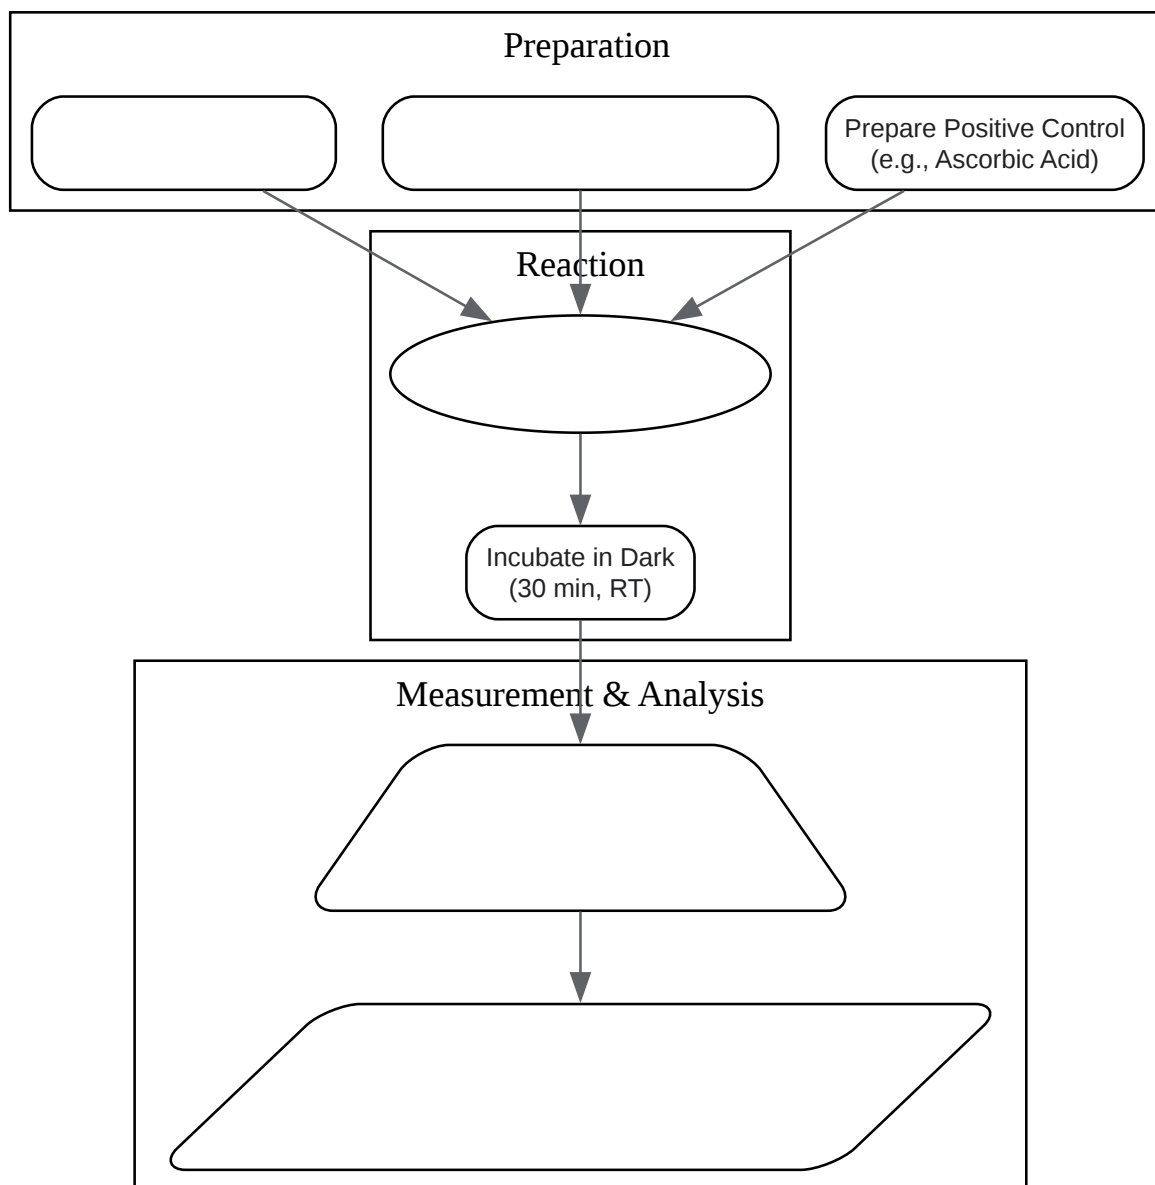 Preparation
Prepare Positive Control
(e.g., Ascorbic Acid)
Reaction
Incubate in Dark
(30 min, RT)
Measurement & Analysis